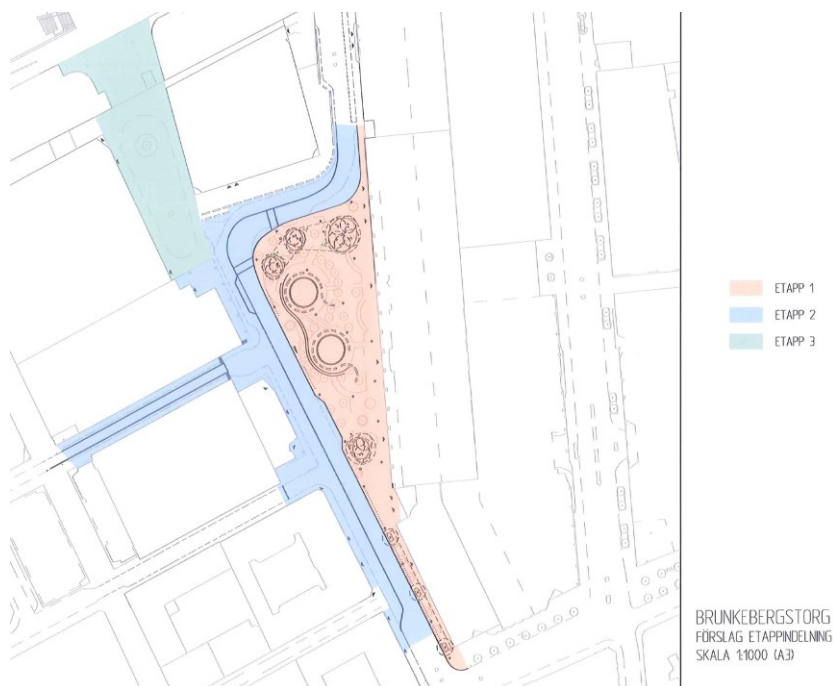 ETAPP 1
ETAPP 2
ETAPP 3
BRUNKEBERGSTORG
FÖRSLAG ETAPPINDELNING
SKALA 1:1000 (A3)